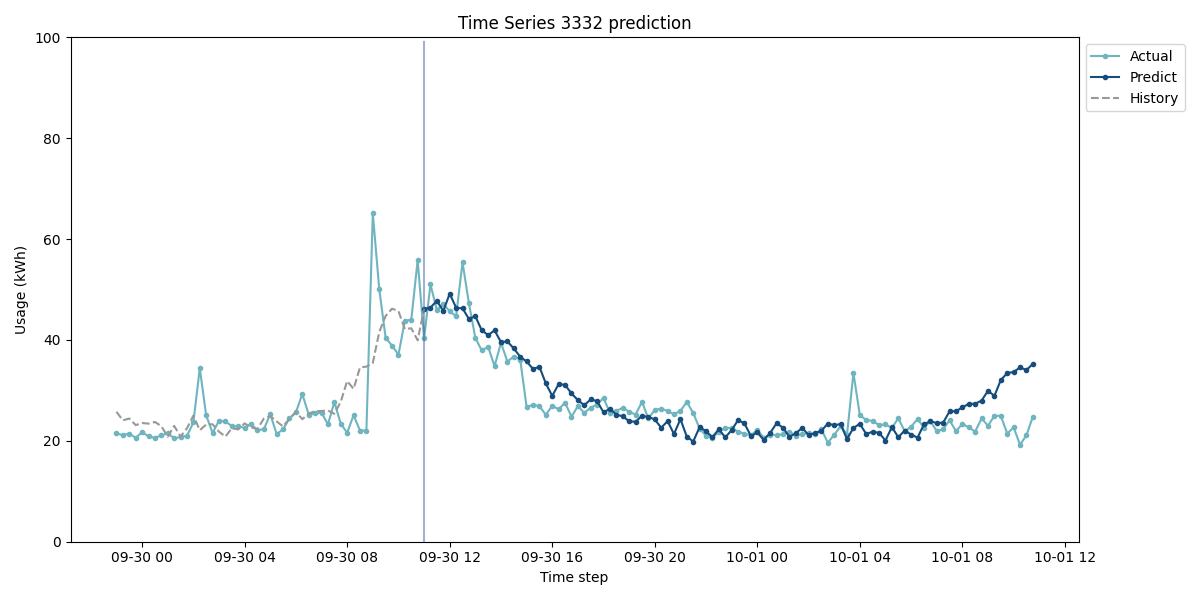 Time Series 3332 prediction
100
80
60
40
20
0
Usage (kWh)
09-30 00
09-30 04
09-30 08
09-30 12
09-30 16
09-30 20
10-01 00
10-01 04
10-01 08
10-01 12
Time step
Actual
Predict
History